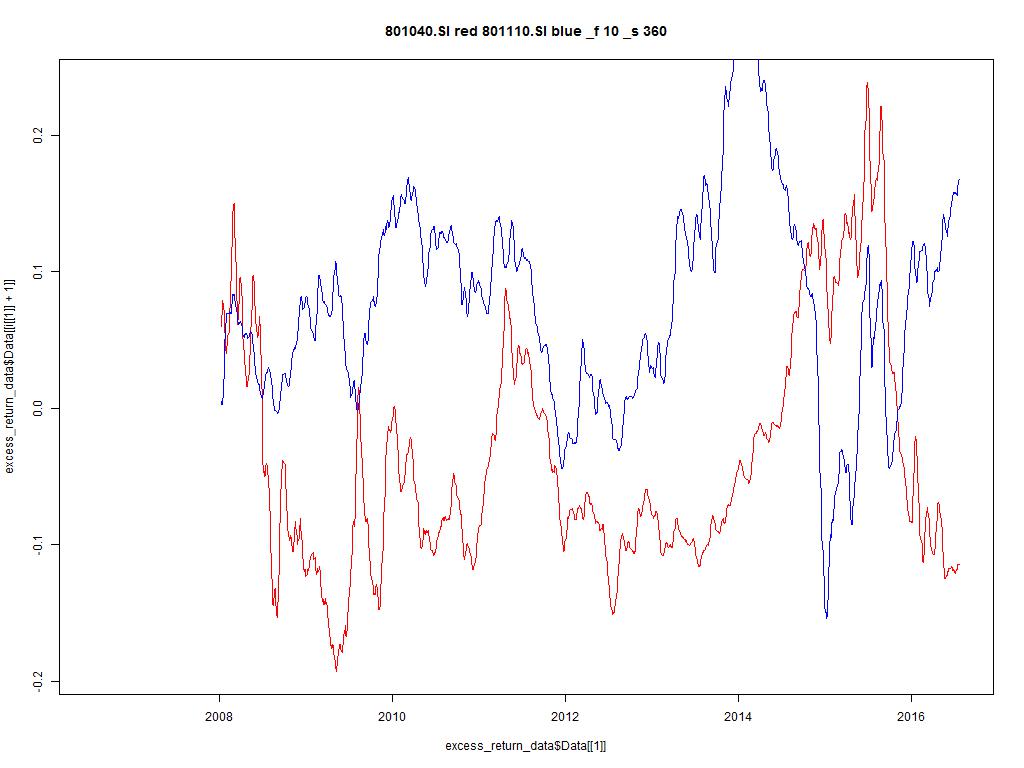 801040.SI red 801110.SI blue _f 10 _s 360
excess_return_data$Data[[i[[1]] + 1]]
0.2
0.1
0.0
-0.1
-0.2
2008 2010 2012 2014 2016
excess_return_data$Data[[1]]